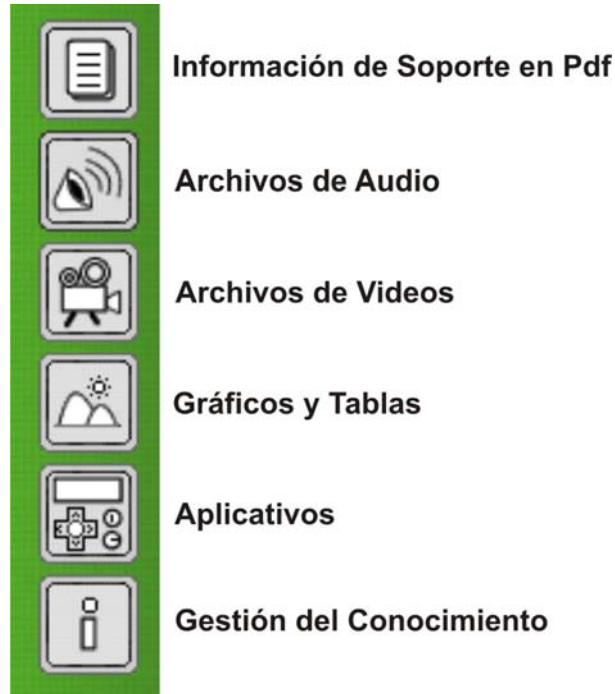 Información de Soporte en Pdf
Archivos de Audio
Archivos de Videos
Gráficos y Tablas
Aplicativos
Gestión del Conocimiento